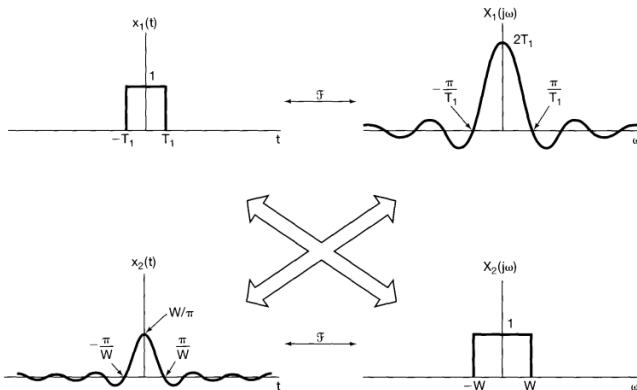 x₁(t)
1
−T₁ T₁ t
ℱ
X₁(jω)
2T₁
−π/T₁ π/T₁
ω
x₂(t)
W/π
−π/W π/W
t
ℱ
X₂(jω)
1
−W W ω